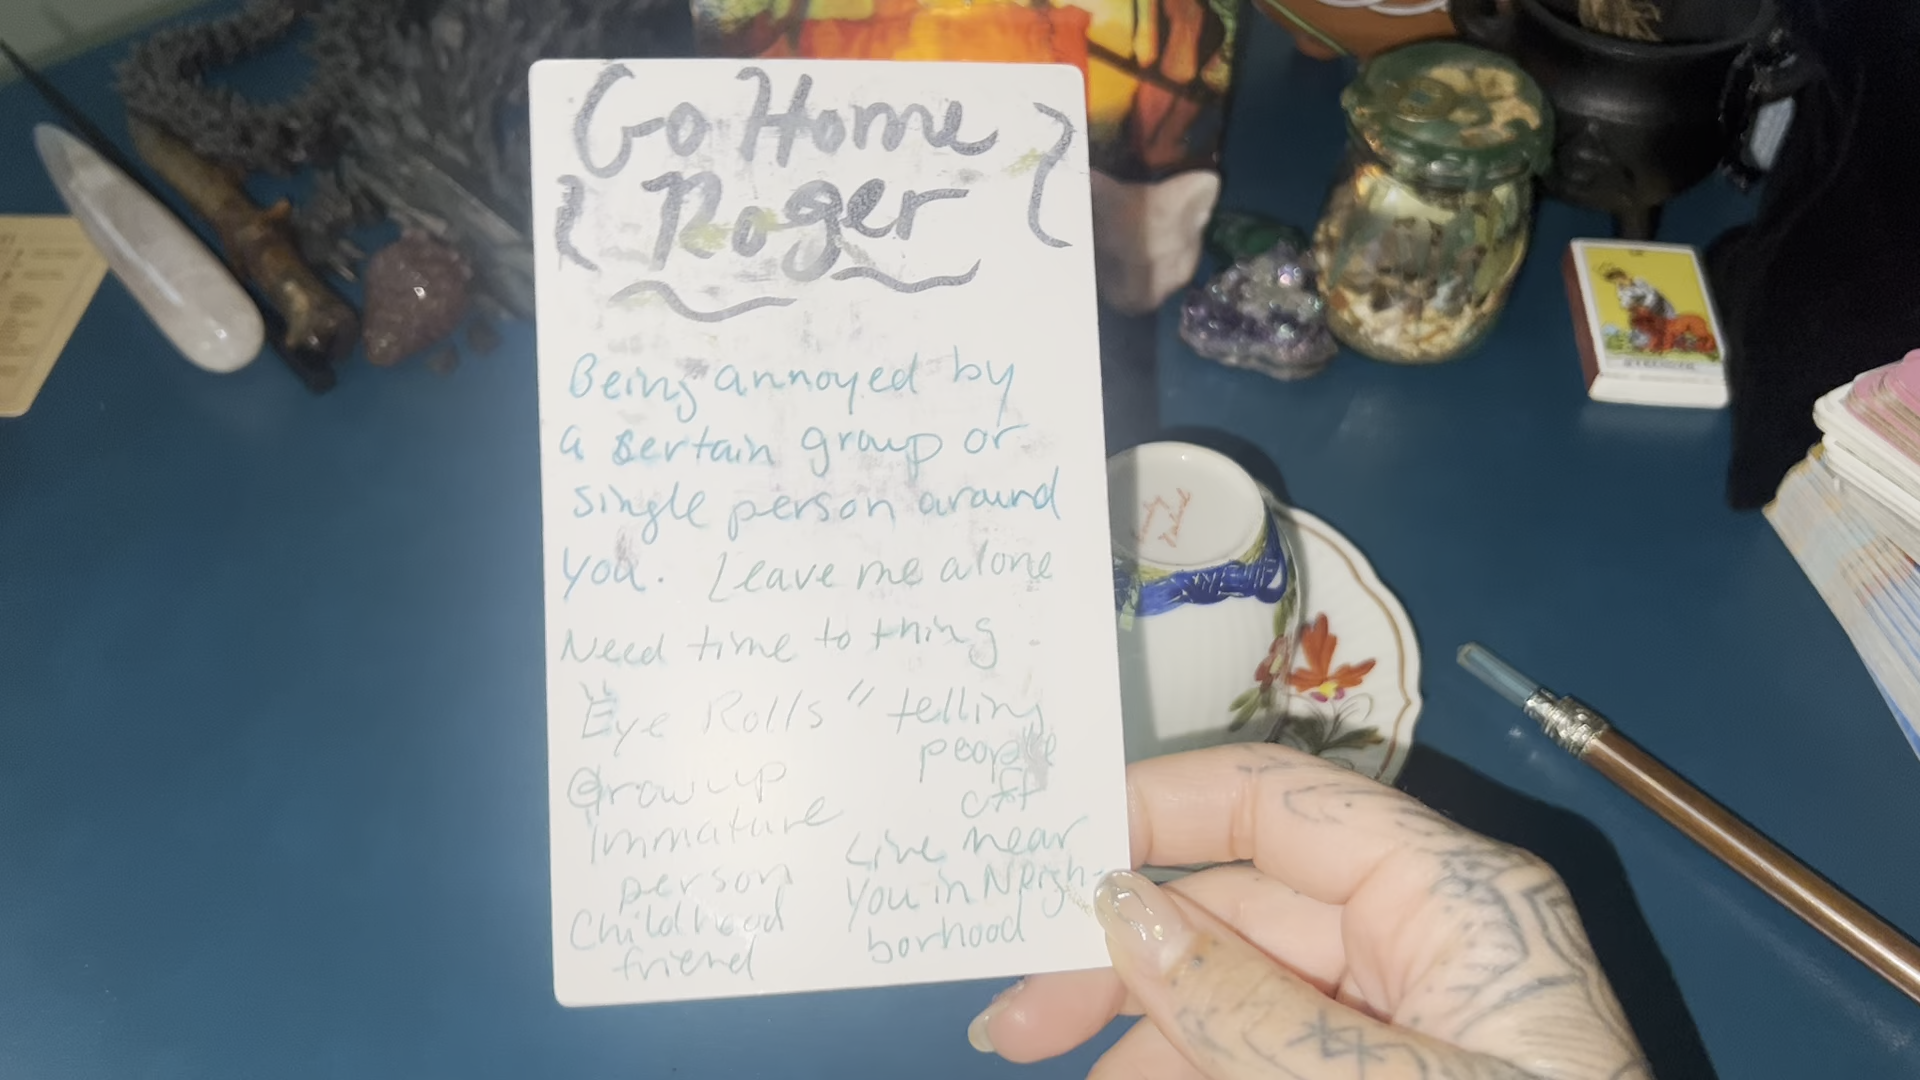 Go Home
Roger
Being annoyed by
a sertain group or
single person around
you. Leave me alone
Need time to thing
"Eye Rolls" telling
people
off
Grow up
Immature
person
Childhood
friend
Live near
you in Neigh-
borhood
STRENGTH